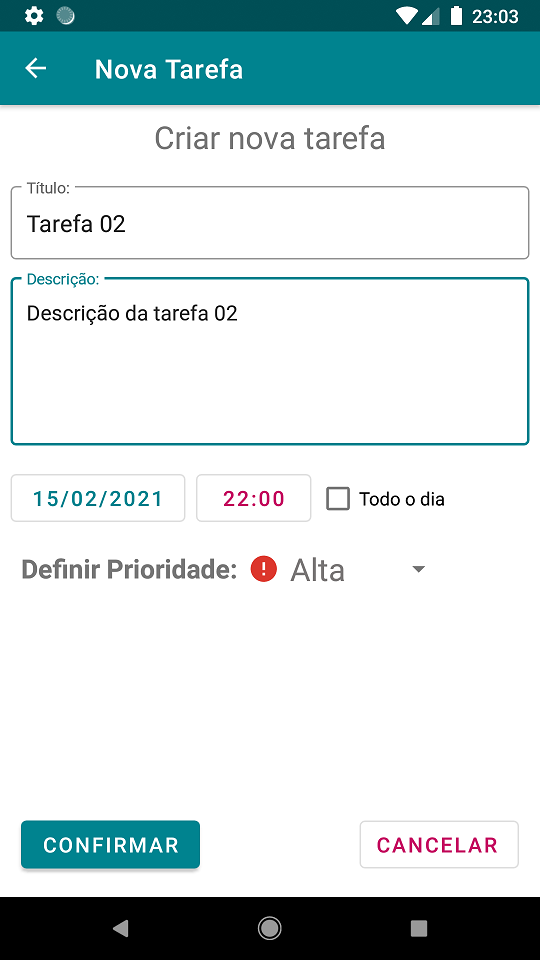 23:03
Nova Tarefa
Criar nova tarefa
Título:
Tarefa 02
Descrição:
Descrição da tarefa 02
15/02/2021 22:00 Todo o dia
Definir Prioridade: ! Alta
CONFIRMAR CANCELAR